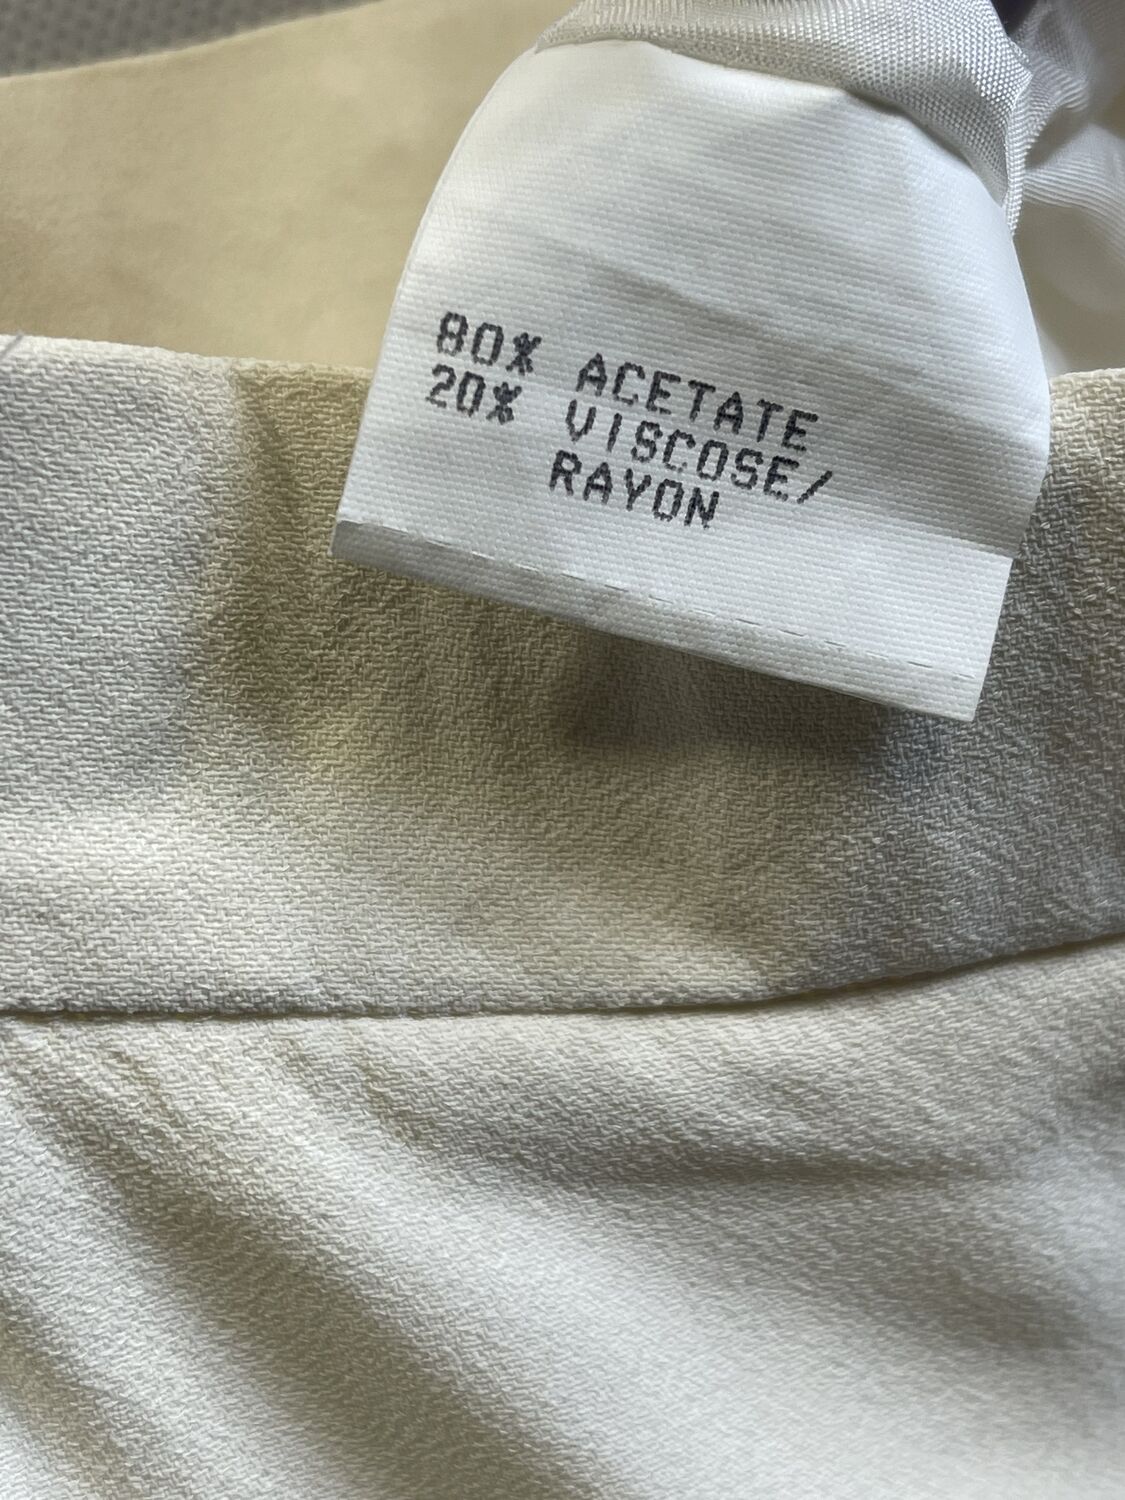 80% ACETATE
20% VISCOSE/
RAYON